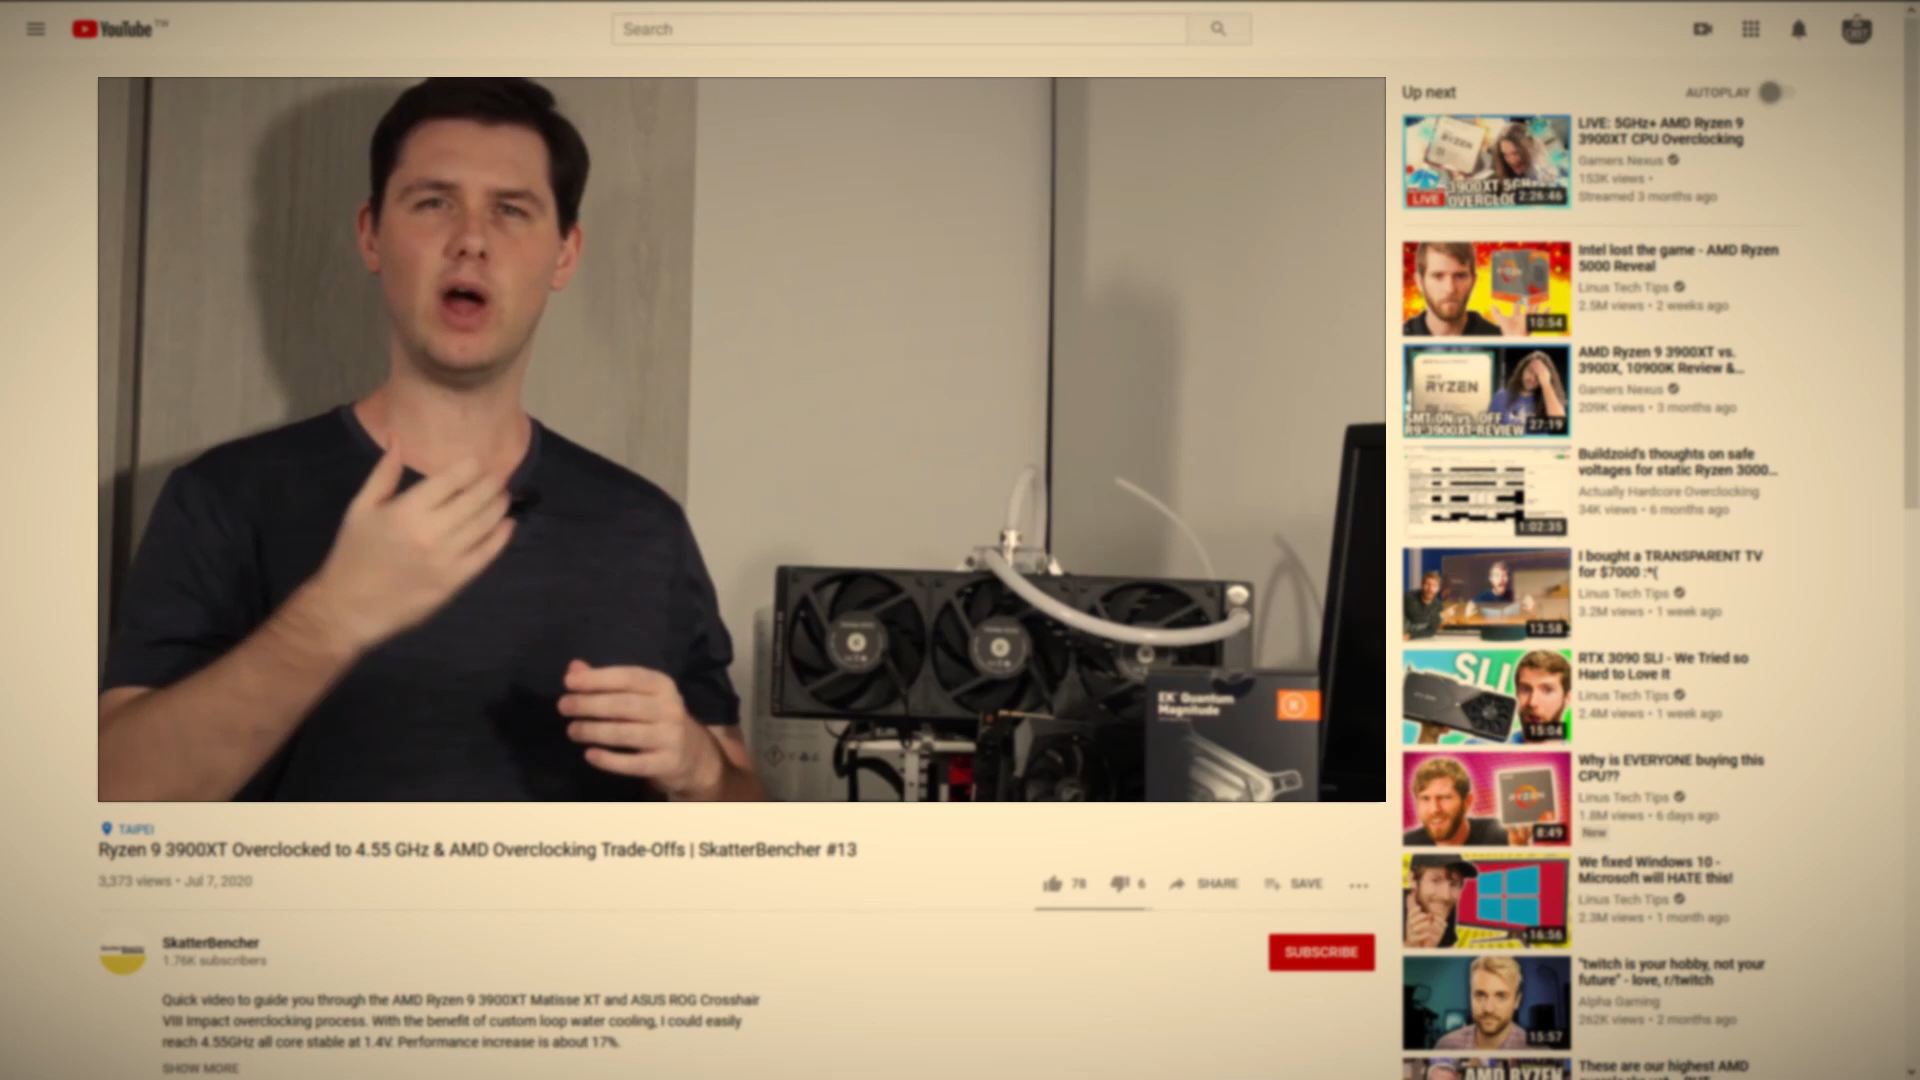 YouTube TW
Search
EK Quantum
Magnitude
TAIPEI
Ryzen 9 3900XT Overclocked to 4.55 GHz & AMD Overclocking Trade-Offs | SkatterBencher #13
3,373 views • Jul 7, 2020
78
6
SHARE
SAVE
SkatterBencher
1.76K subscribers
SUBSCRIBE
Quick video to guide you through the AMD Ryzen 9 3900XT Matisse XT and ASUS ROG Crosshair
VIII Impact overclocking process. With the benefit of custom loop water cooling, I could easily
reach 4.55GHz all core stable at 1.4V. Performance increase is about 17%.
SHOW MORE
Up next
AUTOPLAY
RYZEN
3900XT
LIVE
2:26:46
LIVE: 5GHz+ AMD Ryzen 9
3900XT CPU Overclocking
Gamers Nexus
153K views •
Streamed 3 months ago
10:54
Intel lost the game - AMD Ryzen
5000 Reveal
Linus Tech Tips
2.5M views • 2 weeks ago
RYZEN
SMT ON vs. OFF
R9 3900XT REVIEW
27:19
AMD Ryzen 9 3900XT vs.
3900X, 10900K Review &...
Gamers Nexus
209K views • 3 months ago
1:02:35
Buildzoid's thoughts on safe
voltages for static Ryzen 3000...
Actually Hardcore Overclocking
34K views • 6 months ago
13:58
I bought a TRANSPARENT TV
for $7000 :*(
Linus Tech Tips
3.2M views • 1 week ago
SLI
15:04
RTX 3090 SLI - We Tried so
Hard to Love It
Linus Tech Tips
2.4M views • 1 week ago
RYZEN
8:49
Why is EVERYONE buying this
CPU??
Linus Tech Tips
1.8M views • 6 days ago
New
16:56
We fixed Windows 10 -
Microsoft will HATE this!
Linus Tech Tips
2.3M views • 1 month ago
15:57
"twitch is your hobby, not your
future" - love, r/twitch
Alpha Gaming
262K views • 2 months ago
AMD RYZEN
These are our highest AMD